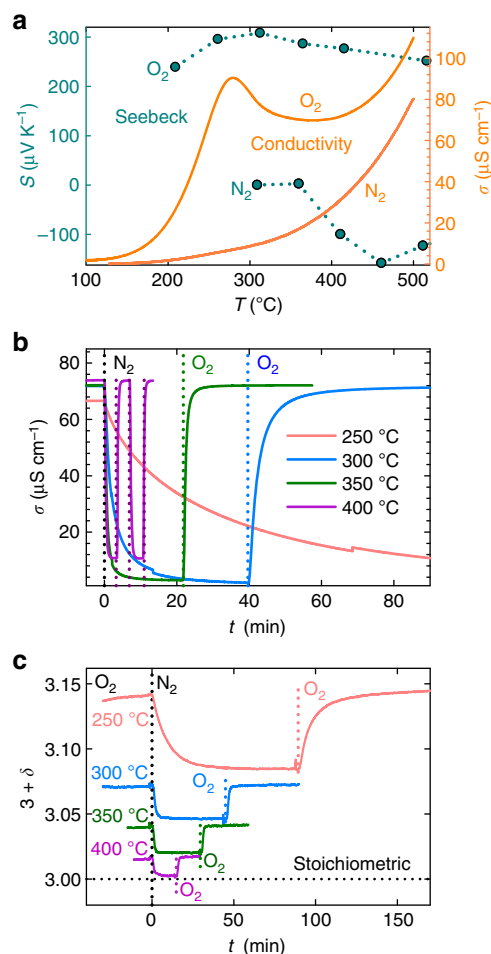 a
300
200
100
0
−100
S (μV K⁻¹)
O₂
Seebeck
O₂
Conductivity
N₂
N₂
100
80
60
40
20
0
σ (μS cm⁻¹)
100 200 300 400 500
T (°C)
b
80
60
40
20
σ (μS cm⁻¹)
N₂ O₂ O₂
250 °C
300 °C
350 °C
400 °C
0 20 40 60 80
t (min)
c
3.15
3.10
3.05
3.00
3 + δ
O₂ N₂ O₂
250 °C
300 °C O₂
350 °C O₂
400 °C O₂
Stoichiometric
0 50 100 150
t (min)